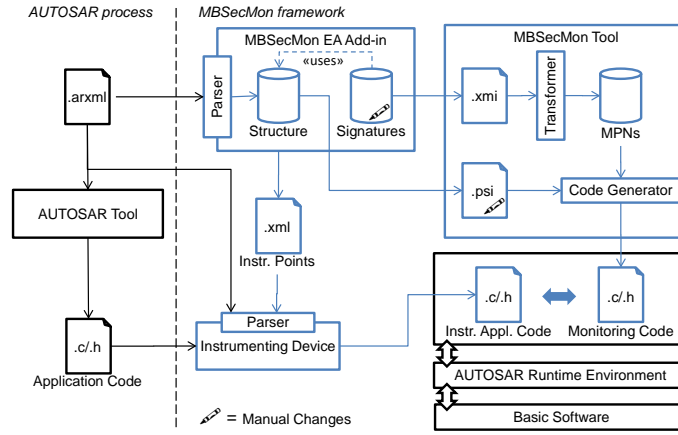 AUTOSAR process
MBSecMon framework
MBSecMon EA Add-in
«uses»
Parser
.arxml
Structure
Signatures
MBSecMon Tool
.xmi
Transformer
MPNs
.psi
Code Generator
AUTOSAR Tool
.xml
Instr. Points
Parser
Instrumenting Device
.c/.h
Application Code
.c/.h
Instr. Appl. Code
.c/.h
Monitoring Code
AUTOSAR Runtime Environment
Basic Software
= Manual Changes